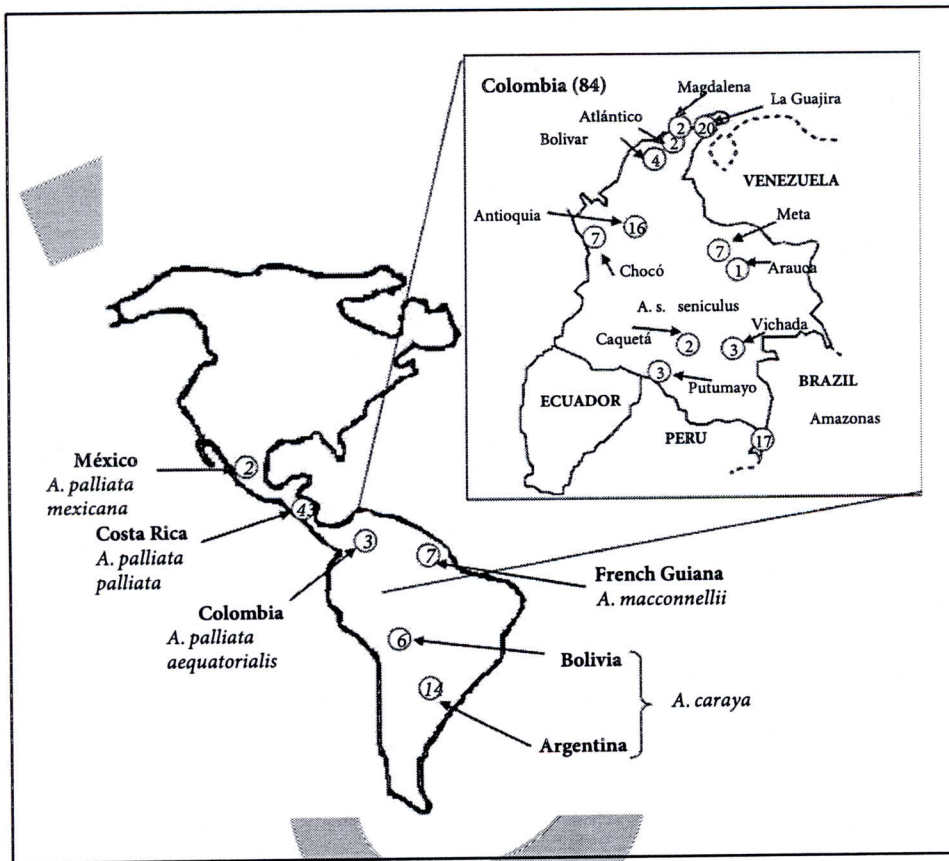 Colombia (84)
Magdalena
La Guajira
Atlántico
Bolivar
2
20
2
4
VENEZUELA
Antioquia
16
Meta
7
7
Chocó
1
Arauca
A. s. seniculus
Vichada
Caquetá
2
3
3
Putumayo
BRAZIL
ECUADOR
Amazonas
PERU
17
México
A. palliata
mexicana
2
Costa Rica
A. palliata
palliata
43
Colombia
A. palliata
aequatorialis
3
7
French Guiana
A. macconnellii
6
Bolivia
14
A. caraya
Argentina